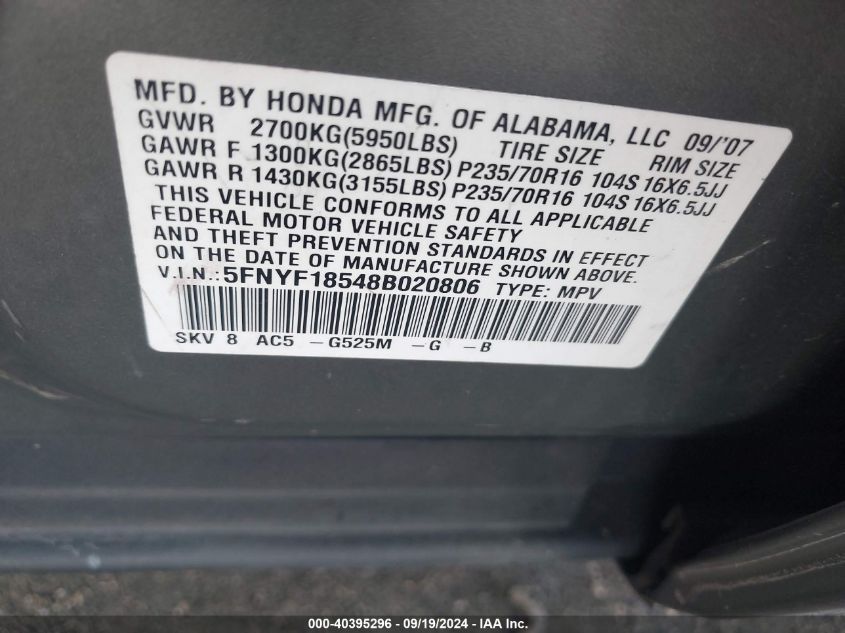 MFD. BY HONDA MFG. OF ALABAMA, LLC 09/'07
GVWR 2700KG(5950LBS) TIRE SIZE RIM SIZE
GAWR F 1300KG(2865LBS) P235/70R16 104S 16X6.5JJ
GAWR R 1430KG(3155LBS) P235/70R16 104S 16X6.5JJ
THIS VEHICLE CONFORMS TO ALL APPLICABLE
FEDERAL MOTOR VEHICLE SAFETY
AND THEFT PREVENTION STANDARDS IN EFFECT
ON THE DATE OF MANUFACTURE SHOWN ABOVE.
V.I.N.: 5FNYF18548B020806 TYPE: MPV
SKV 8 AC5 -G525M -G -B
000-40395296 - 09/19/2024 - IAA Inc.